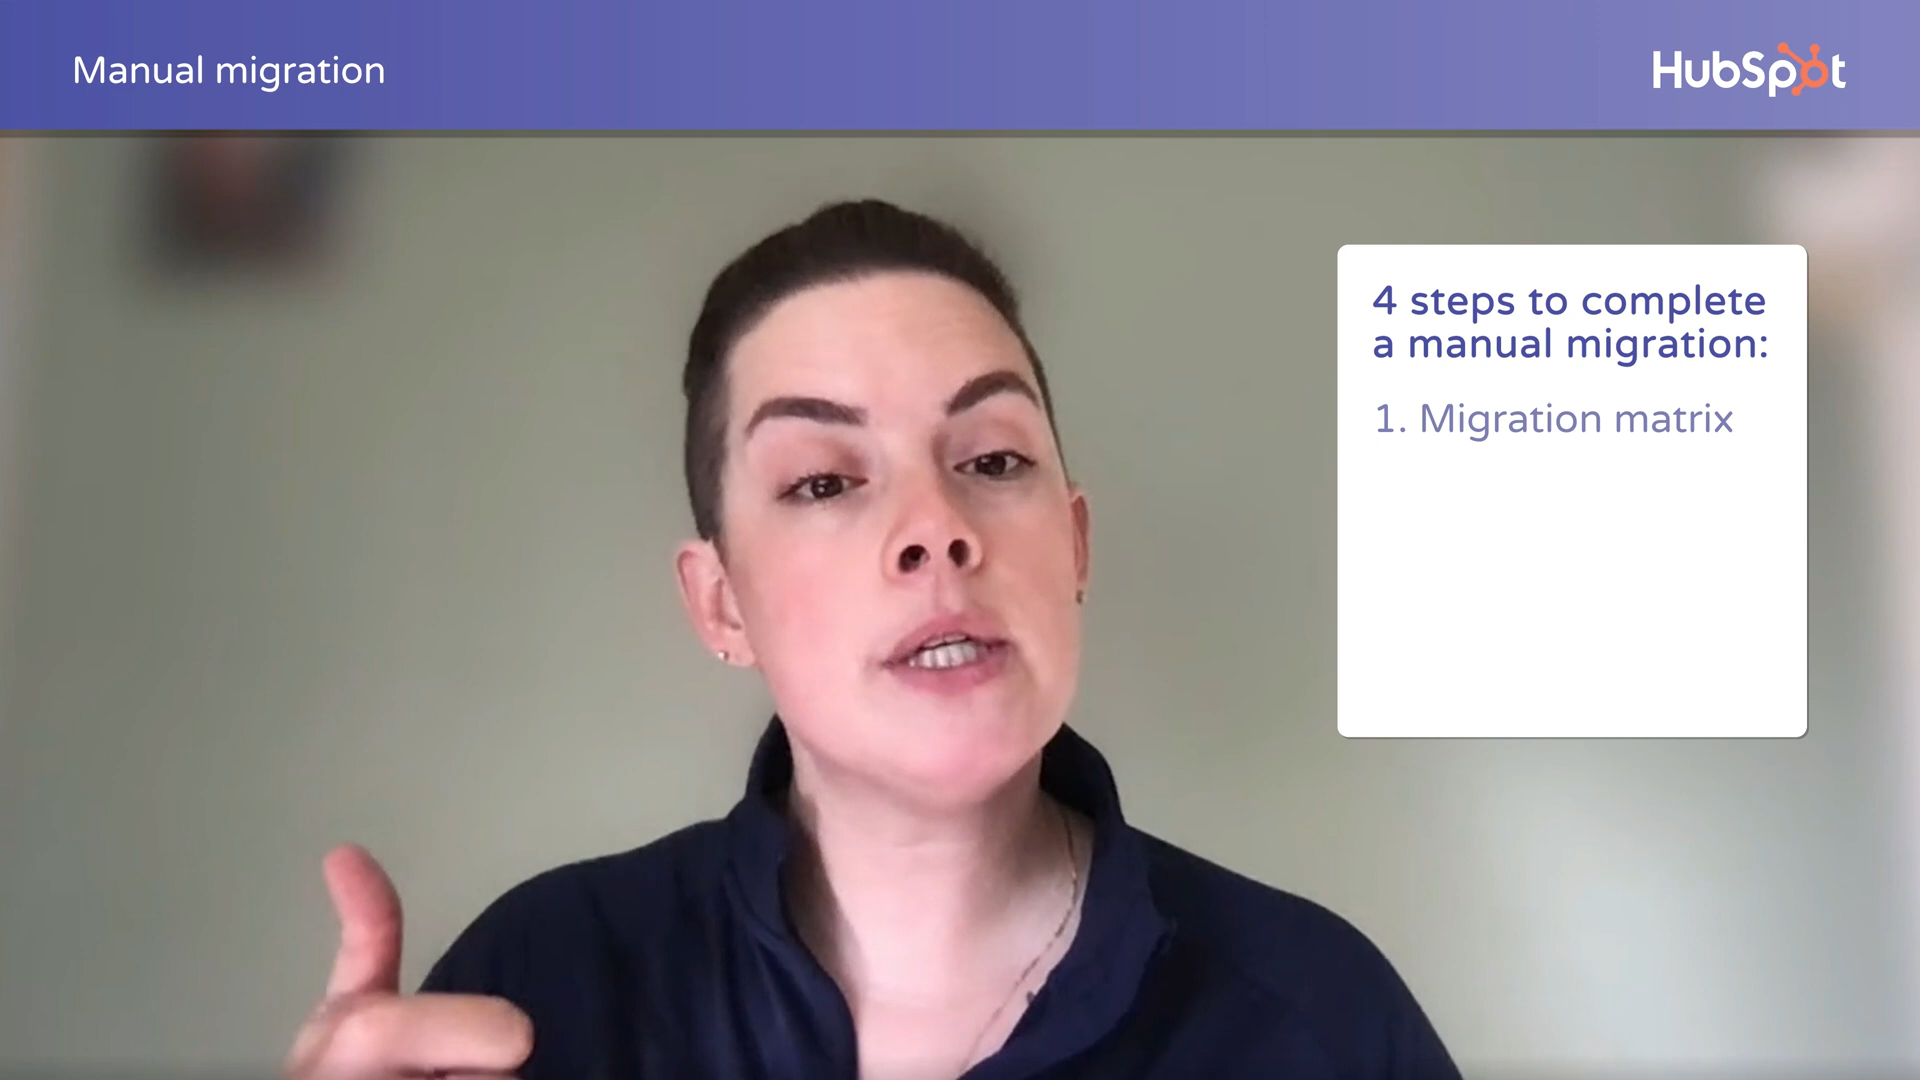 Manual migration
HubSpot
4 steps to complete
a manual migration:
1. Migration matrix